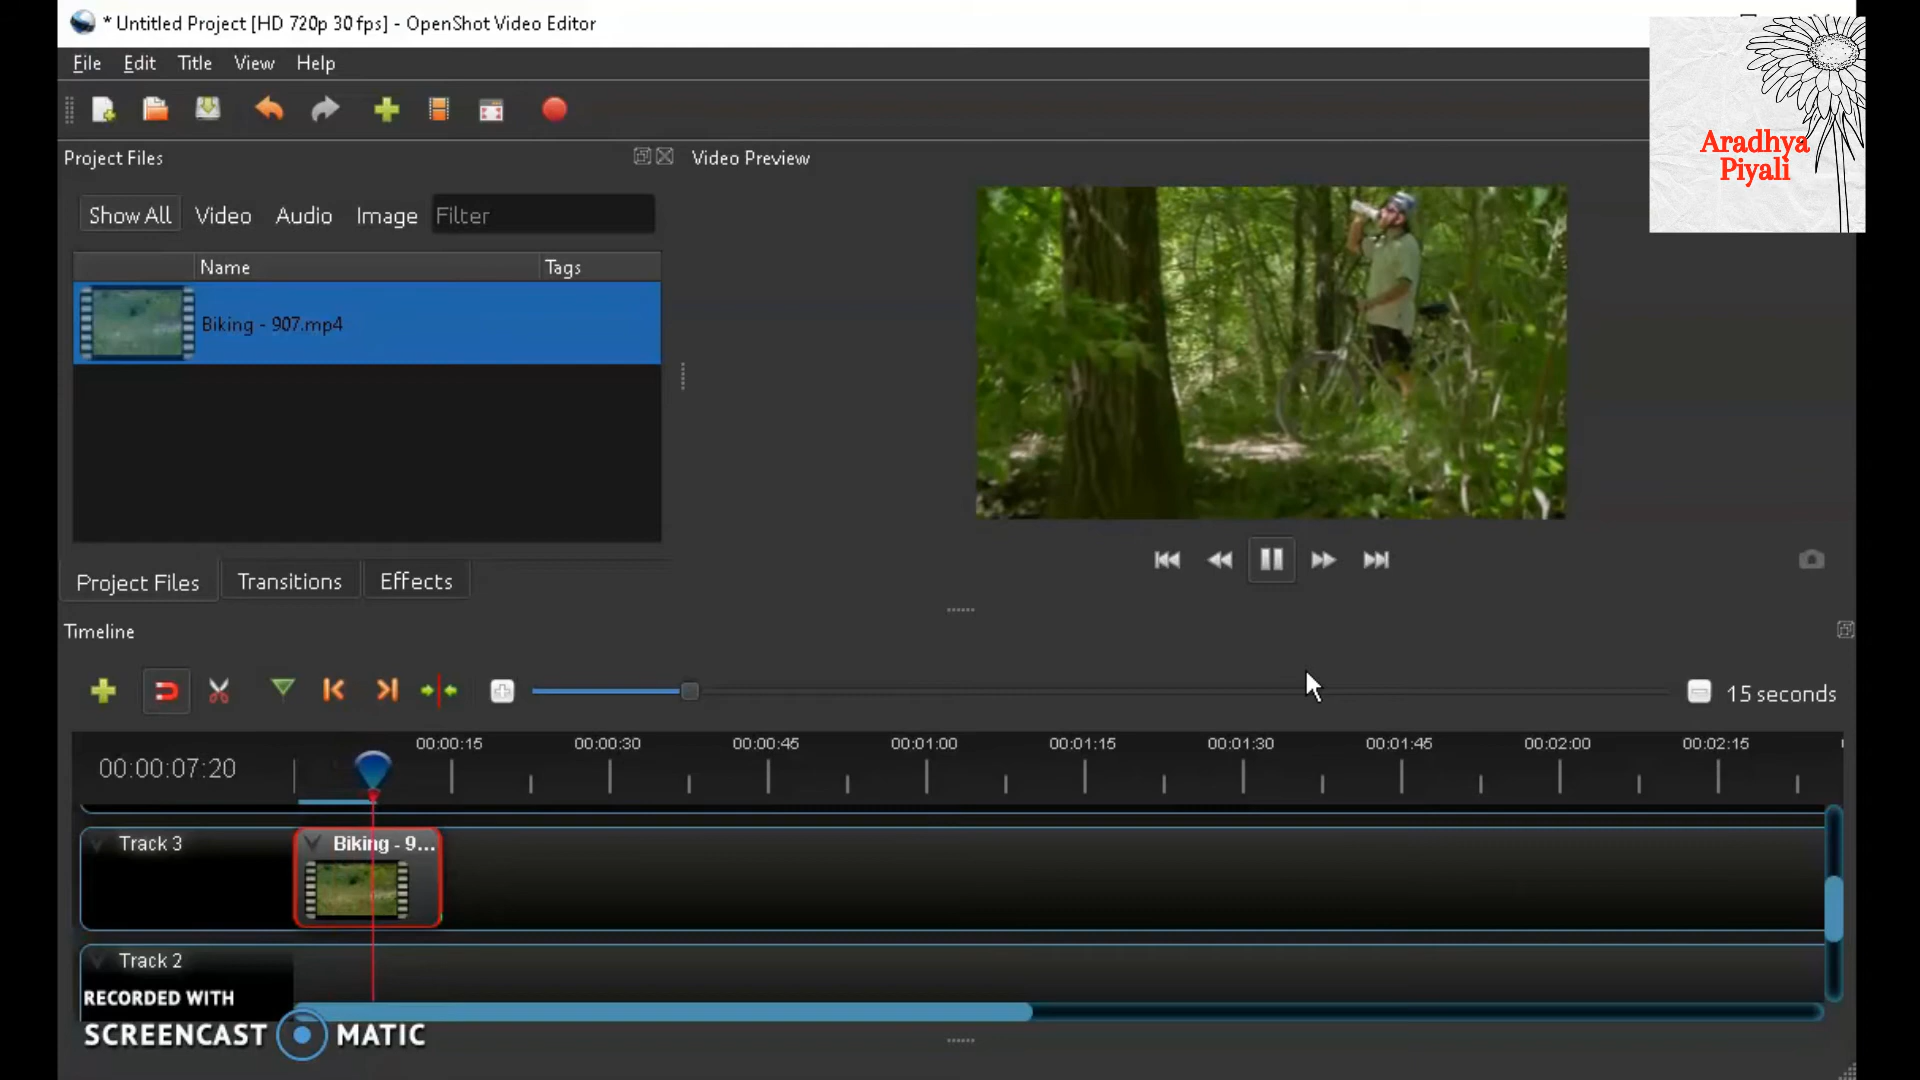 * Untitled Project [HD 720p 30 fps] - OpenShot Video Editor
File Edit Title View Help
Aradhya
Piyali
Project Files
Video Preview
Show All Video Audio Image Filter
Name Tags
Biking - 907.mp4
Project Files Transitions Effects
Timeline
15 seconds
00:00:07:20
00:00:15 00:00:30 00:00:45 00:01:00 00:01:15 00:01:30 00:01:45 00:02:00 00:02:15
Track 3
Biking - 9...
Track 2
RECORDED WITH
SCREENCAST MATIC